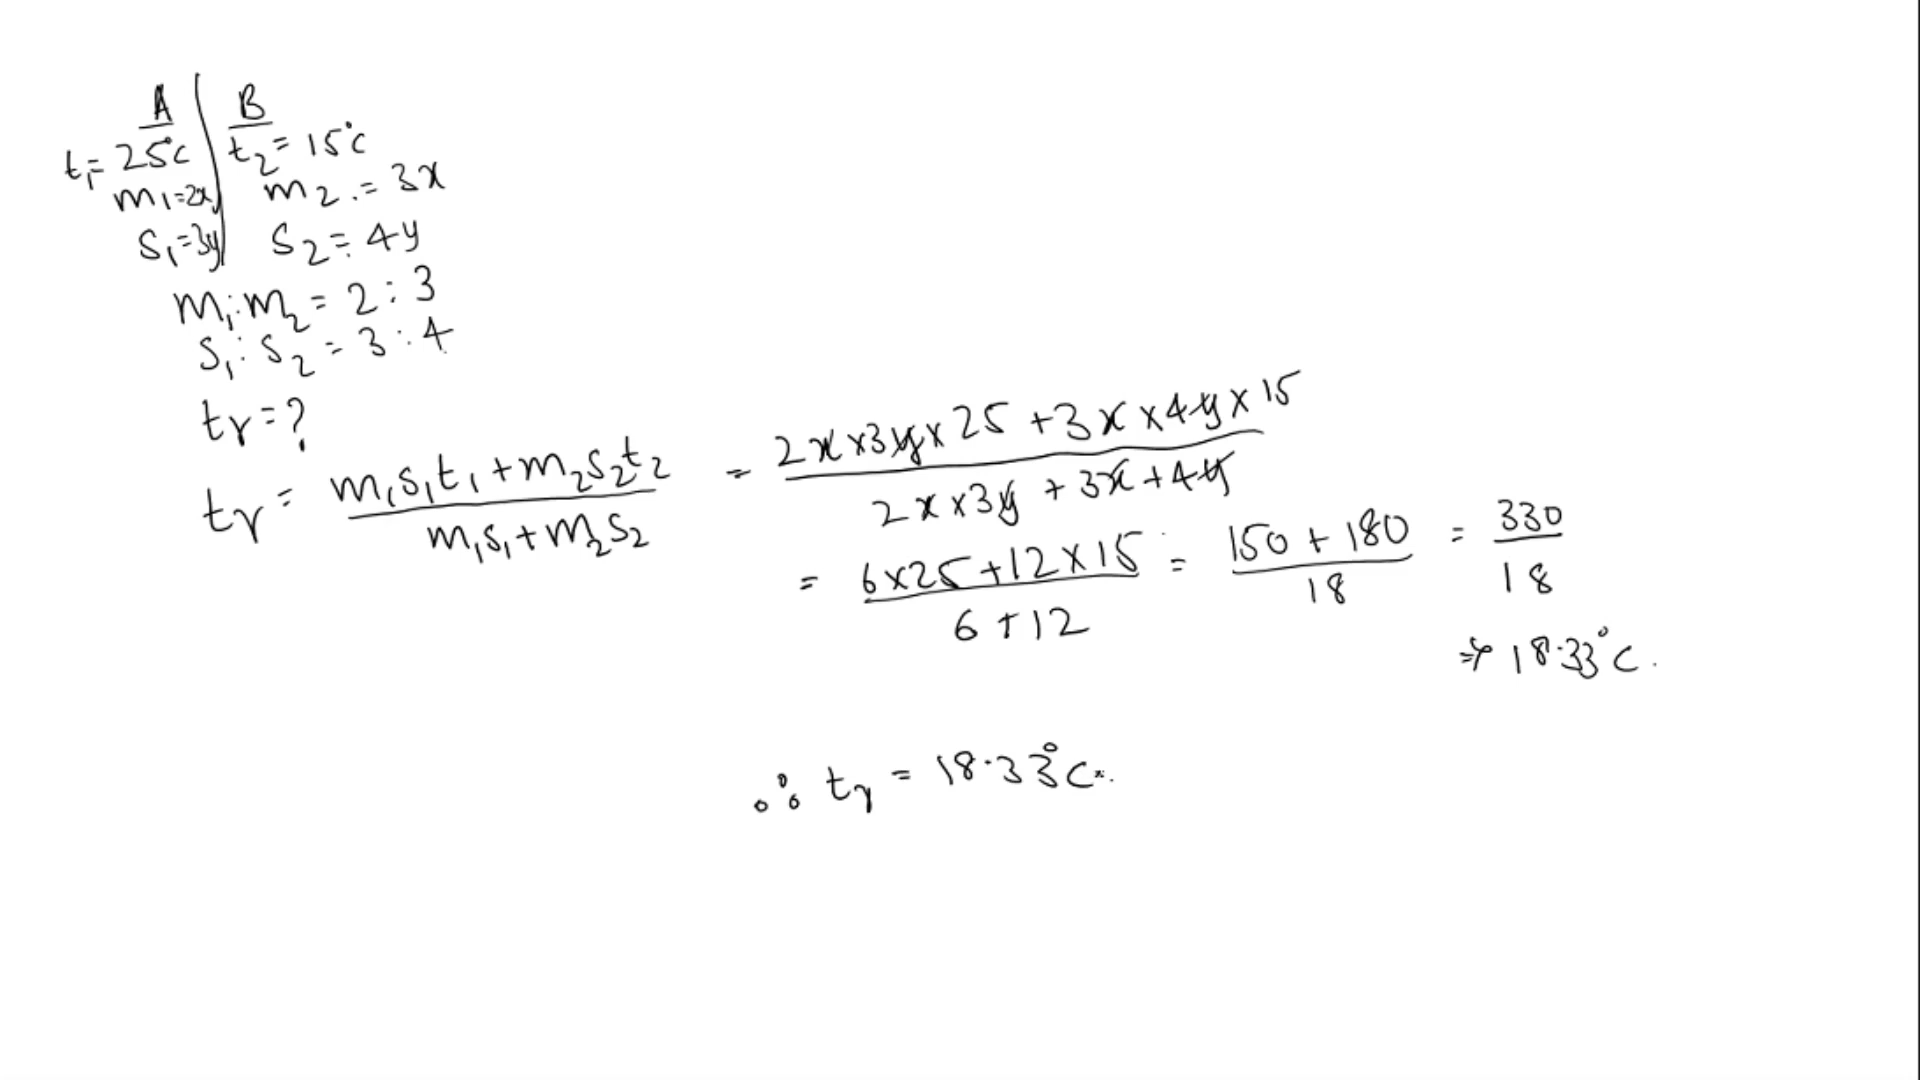 A | B
t₁ = 25°C | t₂ = 15°C
m₁=2x | m₂.= 3x
S₁=3y | S₂ = 4y
m₁:m₂ = 2:3
S₁:S₂ = 3:4
tr=?
tr = (m₁s₁t₁+m₂s₂t₂)/(m₁s₁+m₂s₂) = (2x×3y×25+3x×4y×15)/(2x×3y+3x+4y)
= (6×25+12×15)/(6+12) = (150+180)/18 = 330/18
⇒ 18.33°C.
∴ tr = 18.33°C.